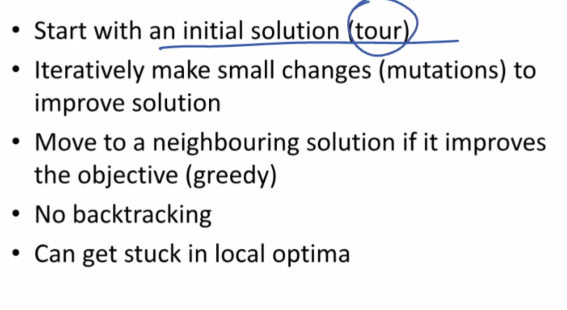 • Start with an initial solution (tour)
• Iteratively make small changes (mutations) to
improve solution
• Move to a neighbouring solution if it improves
the objective (greedy)
• No backtracking
• Can get stuck in local optima